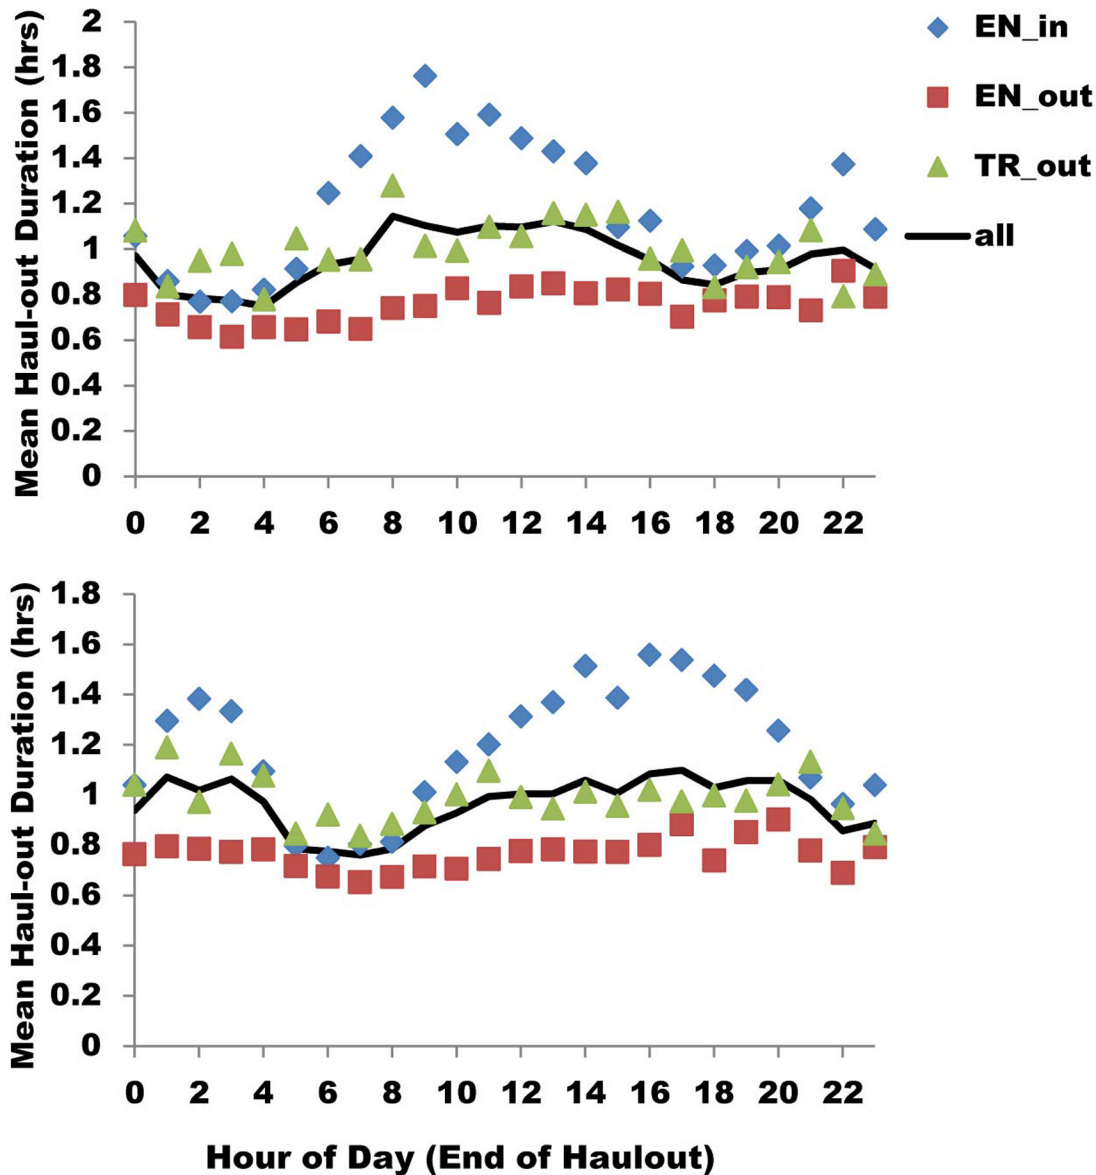 Mean Haul-out Duration (hrs)
2
1.8
1.6
1.4
1.2
1
0.8
0.6
0.4
0.2
0
0 2 4 6 8 10 12 14 16 18 20 22
EN_in
EN_out
TR_out
all
Mean Haul-out Duration (hrs)
1.8
1.6
1.4
1.2
1
0.8
0.6
0.4
0.2
0
0 2 4 6 8 10 12 14 16 18 20 22
Hour of Day (End of Haulout)